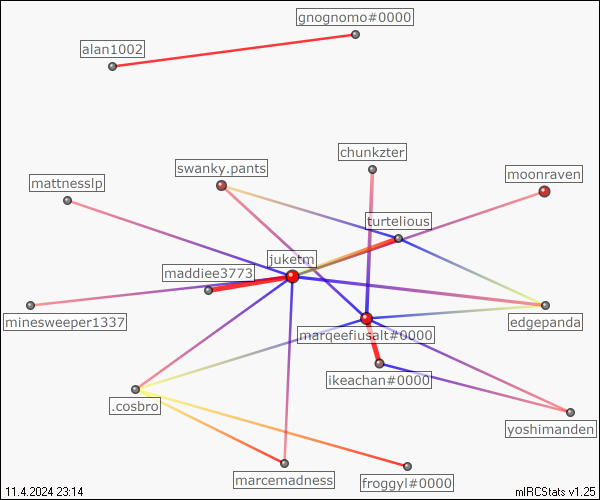 gnognomo#0000
alan1002
chunkzter
swanky.pants
moonraven
mattnesslp
turtelious
juketm
maddiee3773
minesweeper1337
edgepanda
marqeefiusalt#0000
ikeachan#0000
.cosbro
yoshimanden
marcemadness
froggyl#0000
11.4.2024 23:14
mIRCStats v1.25